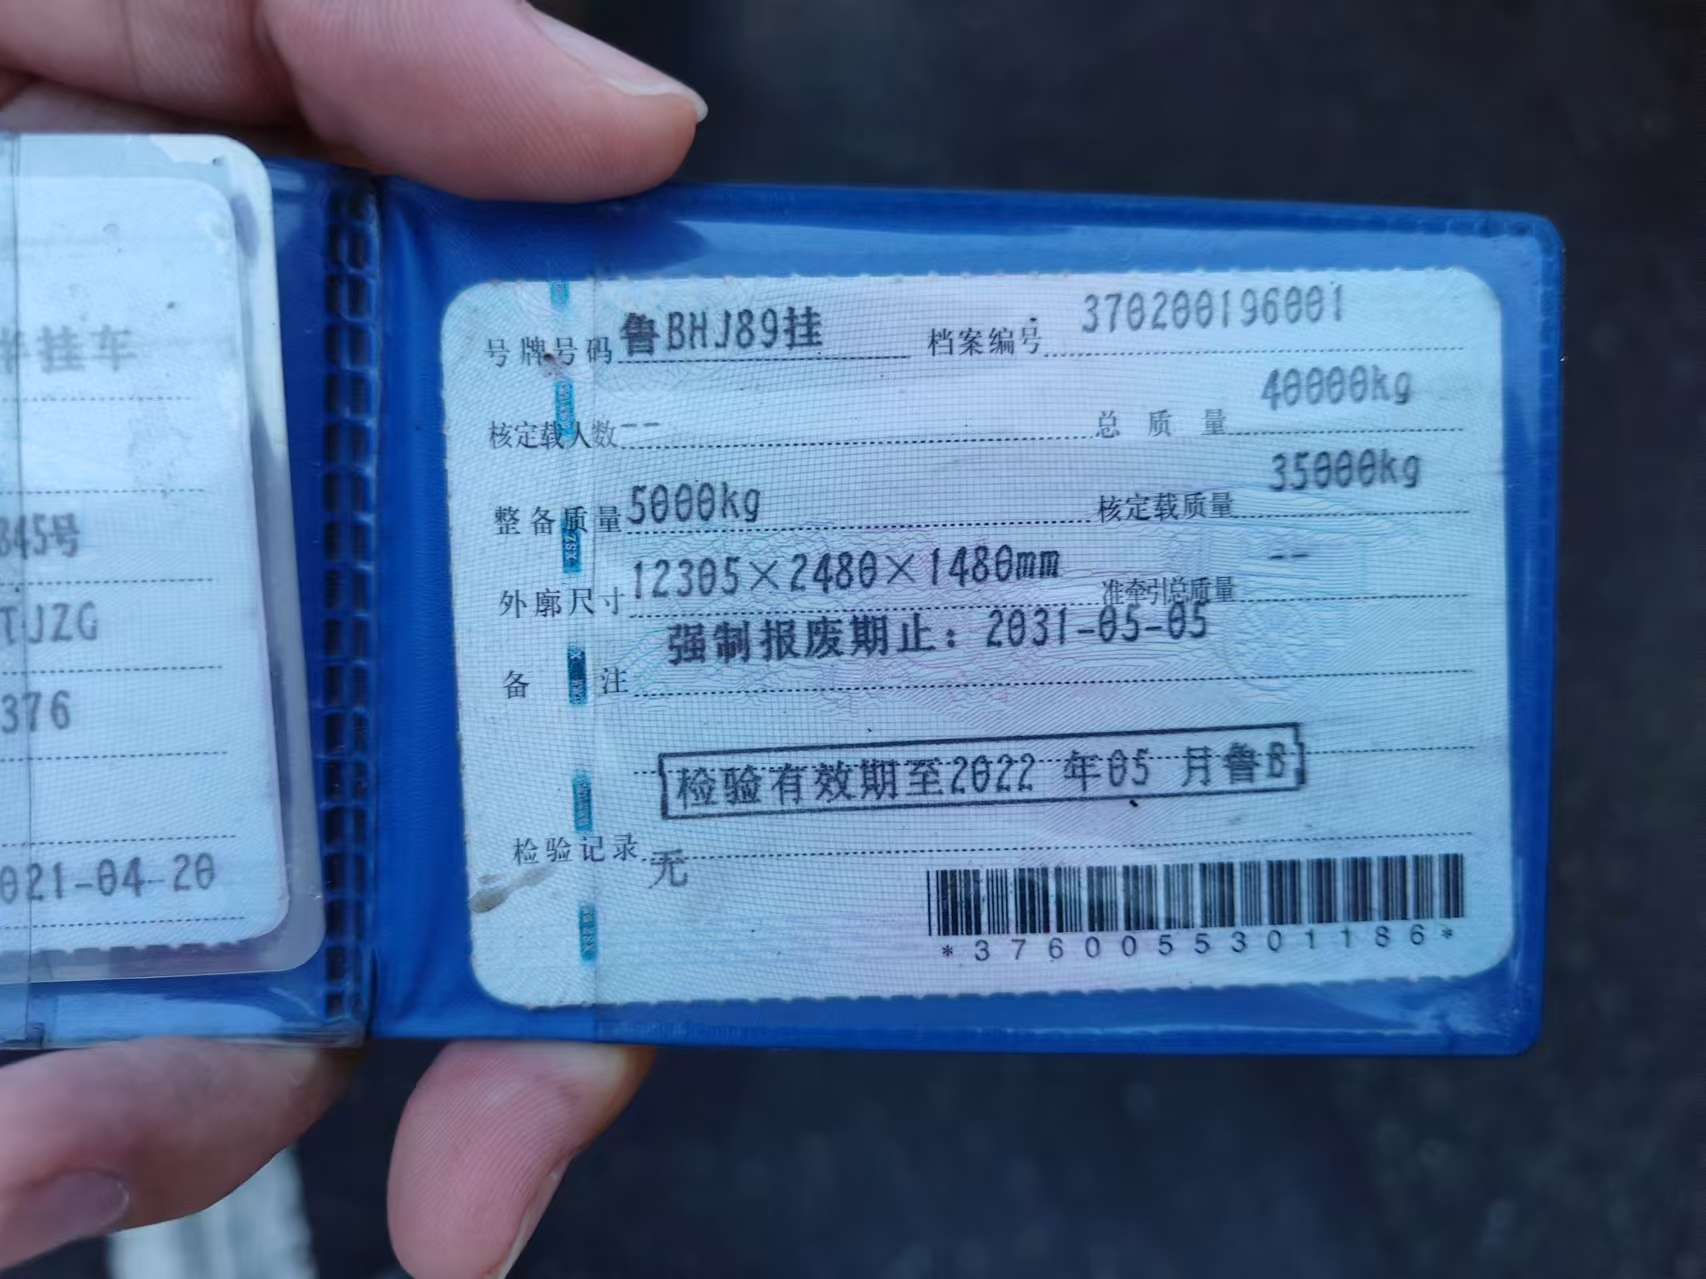 半挂车
845号
TJZG
376
021-04-20
号牌号码 鲁BHJ89挂 档案编号 370200196001
核定载人数 -- 总质量 40000kg
整备质量 5000kg 核定载质量 35000kg
外廓尺寸 12305×2480×1480mm 准牵引总质量 --
备注 强制报废期止：2031-05-05
检验有效期至2022 年05 月鲁B
检验记录 无
*3760055301186*